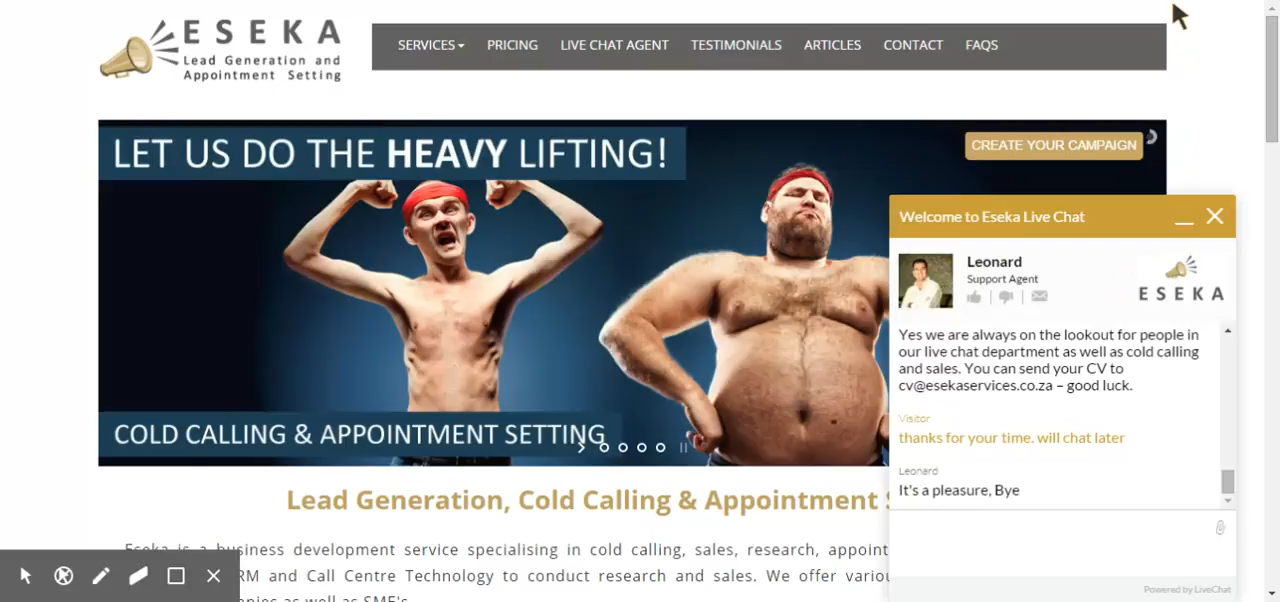 ESEKA
Lead Generation and
Appointment Setting
SERVICES
PRICING
LIVE CHAT AGENT
TESTIMONIALS
ARTICLES
CONTACT
FAQS
LET US DO THE HEAVY LIFTING!
CREATE YOUR CAMPAIGN
COLD CALLING & APPOINTMENT SETTING
Lead Generation, Cold Calling & Appointment
Eseka is a business development service specialising in cold calling, sales, research,
and Call Centre Technology to conduct research and sales. We offer
as well as SME's
Welcome to Eseka Live Chat
Leonard
Support Agent
ESEKA
Yes we are always on the lookout for people in
our live chat department as well as cold calling
and sales. You can send your CV to
cv@esekaservices.co.za – good luck.
Visitor
thanks for your time. will chat later
Leonard
It's a pleasure, Bye
Powered by LiveChat